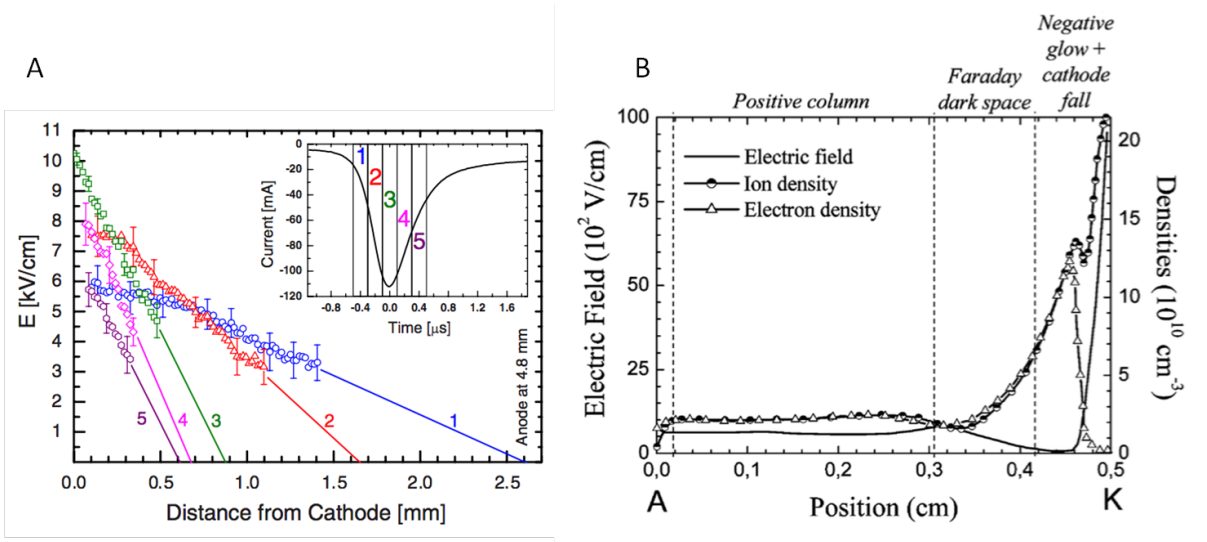 A
E [kV/cm]
11
10
9
8
7
6
5
4
3
2
1
0.0
0.5
1.0
1.5
2.0
2.5
Distance from Cathode [mm]
5
4
3
2
1
Anode at 4.8 mm
Current [mA]
0
-20
-40
-60
-80
-100
-120
-0.8
-0.4
0.0
0.4
0.8
1.2
1.6
Time [μs]
1
2
3
4
5
B
Positive column
Faraday
dark space
Negative
glow +
cathode
fall
Electric Field (10² V/cm)
100
75
50
25
0
Electric field
Ion density
Electron density
20
15
10
5
0
Densities (10¹⁰ cm⁻³)
0,0
0,1
0,2
0,3
0,4
0,5
A
Position (cm)
K